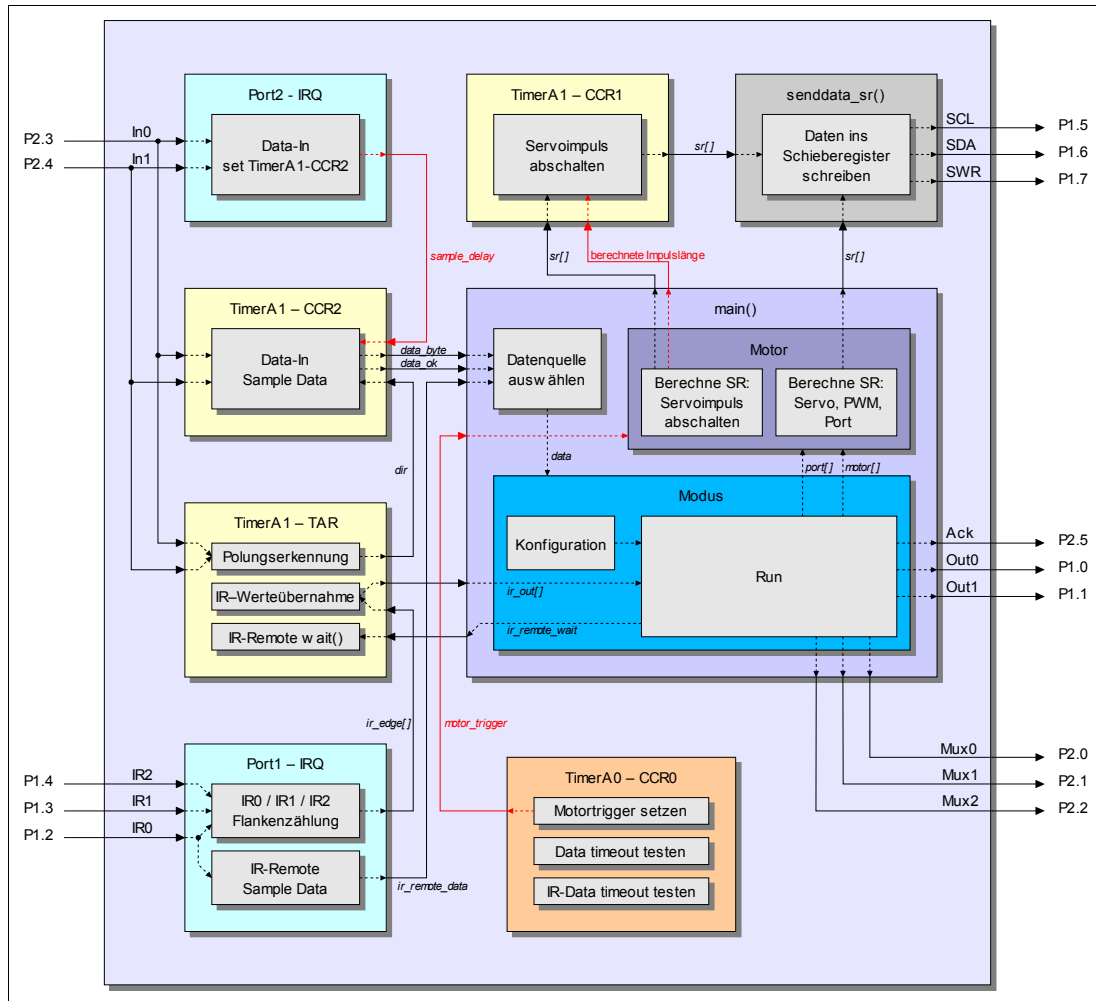 Port2 - IRQ
Data-In
set TimerA1-CCR2
TimerA1 – CCR1
Servoimpuls
abschalten
senddata_sr()
Daten ins
Schieberegister
schreiben
P2.3
In0
P2.4
In1
sr[]
SCL
P1.5
SDA
P1.6
SWR
P1.7
sample_delay
sr[]
berechnete Impulslänge
sr[]
TimerA1 – CCR2
Data-In
Sample Data
data_byte
data_ok
dir
main()
Datenquelle
auswählen
data
Motor
Berechne SR:
Servoimpuls
abschalten
Berechne SR:
Servo, PWM,
Port
port[]
motor[]
TimerA1 – TAR
Polungserkennung
IR–Werteübernahme
IR-Remote wait()
Modus
Konfiguration
Run
ir_out[]
ir_remote_wait
Ack
P2.5
Out0
P1.0
Out1
P1.1
ir_edge[]
motor_trigger
Port1 – IRQ
P1.4
IR2
P1.3
IR1
P1.2
IR0
IR0 / IR1 / IR2
Flankenzählung
IR-Remote
Sample Data
ir_remote_data
TimerA0 – CCR0
Motortrigger setzen
Data timeout testen
IR-Data timeout testen
Mux0
P2.0
Mux1
P2.1
Mux2
P2.2